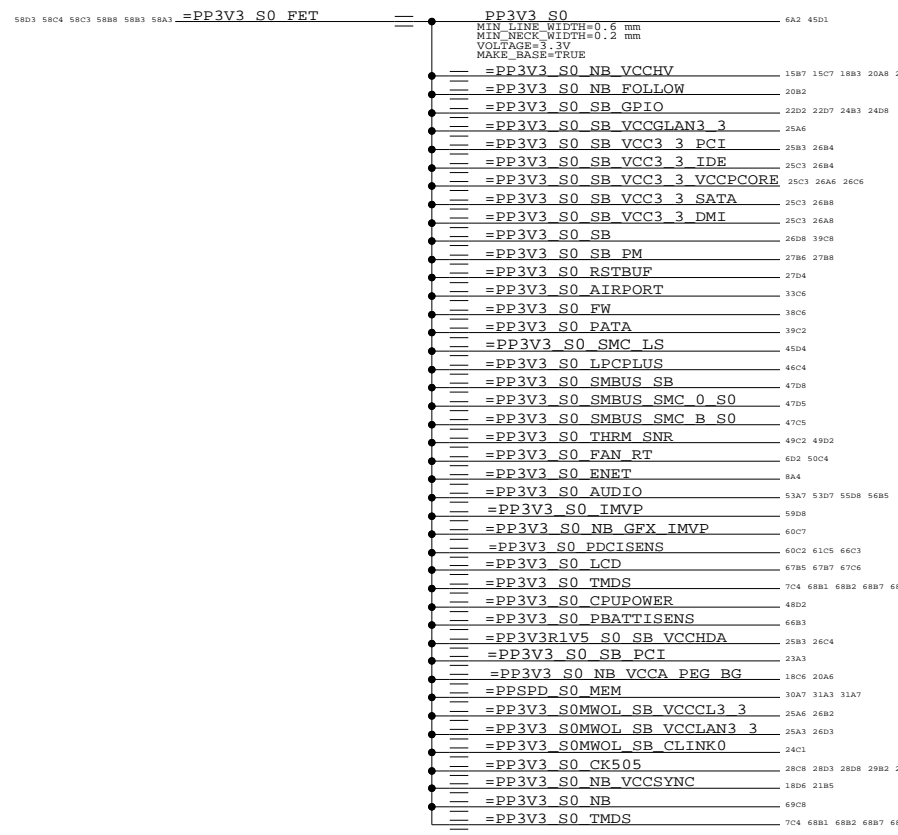 58D3 58C4 58C3 58B8 58B3 58A3 =PP3V3_S0_FET PP3V3_S0 6A2 45D1
MIN_LINE_WIDTH=0.6 mm
MIN_NECK_WIDTH=0.2 mm
VOLTAGE=3.3V
MAKE_BASE=TRUE
=PP3V3_S0_NB_VCCHV 15B7 15C7 18B3 20A8 2
=PP3V3_S0_NB_FOLLOW 20B2
=PP3V3_S0_SB_GPIO 22D2 22D7 24B3 24D8
=PP3V3_S0_SB_VCCGLAN3_3 25A6
=PP3V3_S0_SB_VCC3_3_PCI 25B3 26B4
=PP3V3_S0_SB_VCC3_3_IDE 25C3 26B4
=PP3V3_S0_SB_VCC3_3_VCCPCORE 25C3 26A6 26C6
=PP3V3_S0_SB_VCC3_3_SATA 25C3 26B8
=PP3V3_S0_SB_VCC3_3_DMI 25C3 26A8
=PP3V3_S0_SB 26D8 39C8
=PP3V3_S0_SB_PM 27B6 27B8
=PP3V3_S0_RSTBUF 27D4
=PP3V3_S0_AIRPORT 33C6
=PP3V3_S0_FW 38C6
=PP3V3_S0_PATA 39C2
=PP3V3_S0_SMC_LS 45D4
=PP3V3_S0_LPCPLUS 46C4
=PP3V3_S0_SMBUS_SB 47D8
=PP3V3_S0_SMBUS_SMC_0_S0 47D5
=PP3V3_S0_SMBUS_SMC_B_S0 47C5
=PP3V3_S0_THRM_SNR 49C2 49D2
=PP3V3_S0_FAN_RT 6D2 50C4
=PP3V3_S0_ENET 8A4
=PP3V3_S0_AUDIO 53A7 53D7 55D8 56B5
=PP3V3_S0_IMVP 59D8
=PP3V3_S0_NB_GFX_IMVP 60C7
=PP3V3_S0_PDCISENS 60C2 61C5 66C3
=PP3V3_S0_LCD 67B5 67B7 67C6
=PP3V3_S0_TMDS 7C4 68B1 68B2 68B7 68
=PP3V3_S0_CPUPOWER 48D2
=PP3V3_S0_PBATTISENS 66B3
=PP3V3R1V5_S0_SB_VCCHDA 25B3 26C4
=PP3V3_S0_SB_PCI 23A3
=PP3V3_S0_NB_VCCA_PEG_BG 18C6 20A6
=PPSPD_S0_MEM 30A7 31A3 31A7
=PP3V3_S0MWOL_SB_VCCCL3_3 25A6 26B2
=PP3V3_S0MWOL_SB_VCCLAN3_3 25A3 26D3
=PP3V3_S0MWOL_SB_CLINK0 24C1
=PP3V3_S0_CK505 28C8 28D3 28D8 29B2 2
=PP3V3_S0_NB_VCCSYNC 18D6 21B5
=PP3V3_S0_NB 69C8
=PP3V3_S0_TMDS 7C4 68B1 68B2 68B7 68